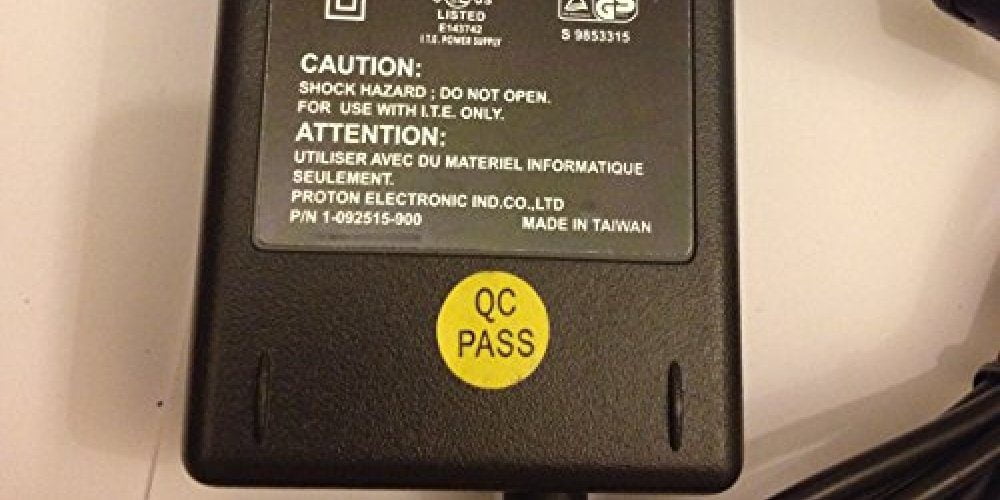 LISTED
E143742
I.T.E. POWER SUPPLY
S 9853315
CAUTION:
SHOCK HAZARD ; DO NOT OPEN.
FOR USE WITH I.T.E. ONLY.
ATTENTION:
UTILISER AVEC DU MATERIEL INFORMATIQUE
SEULEMENT.
PROTON ELECTRONIC IND.CO.,LTD
P/N 1-092515-900 MADE IN TAIWAN
QC
PASS